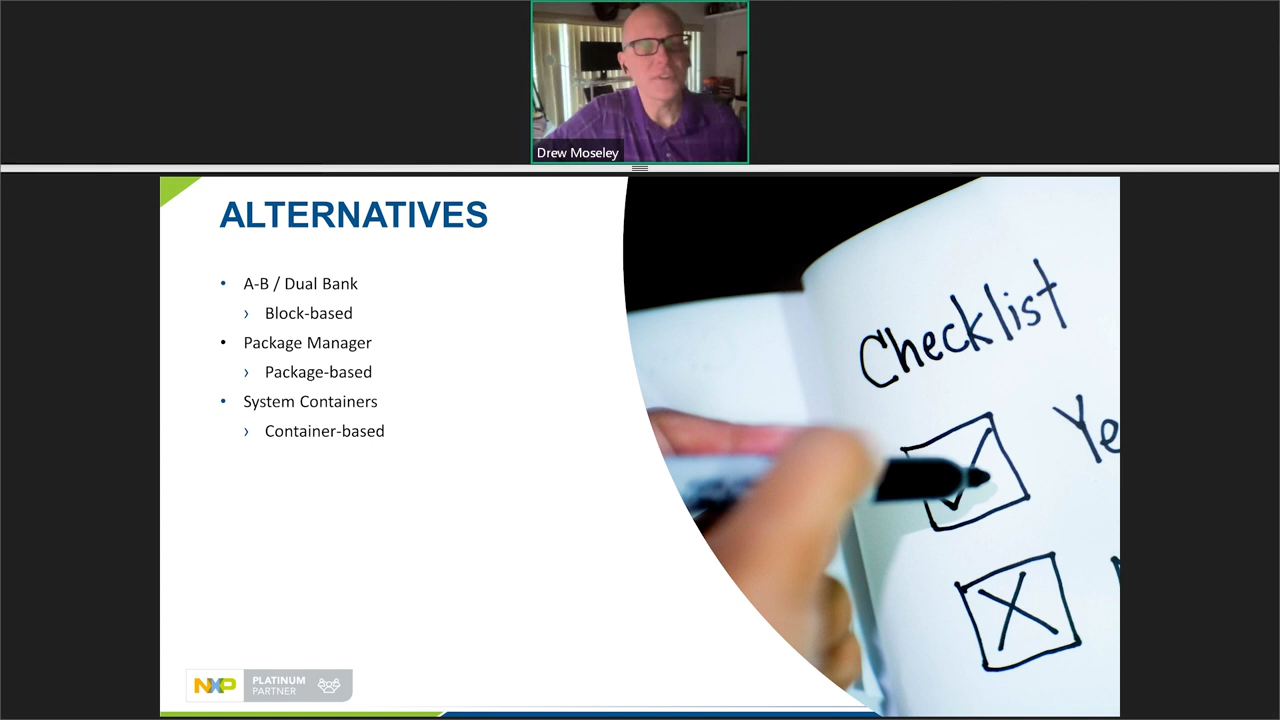 Drew Moseley
ALTERNATIVES
• A-B / Dual Bank
› Block-based
• Package Manager
› Package-based
• System Containers
› Container-based
Checklist
NXP
PLATINUM
PARTNER